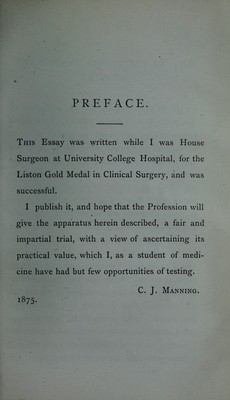 PREFACE.
This Essay was written while I was House
Surgeon at University College Hospital, for the
Liston Gold Medal in Clinical Surgery, and was
successful.
I publish it, and hope that the Profession will
give the apparatus herein described, a fair and
impartial trial, with a view of ascertaining its
practical value, which I, as a student of medi-
cine have had but few opportunities of testing.
C. J. Manning.
1875.